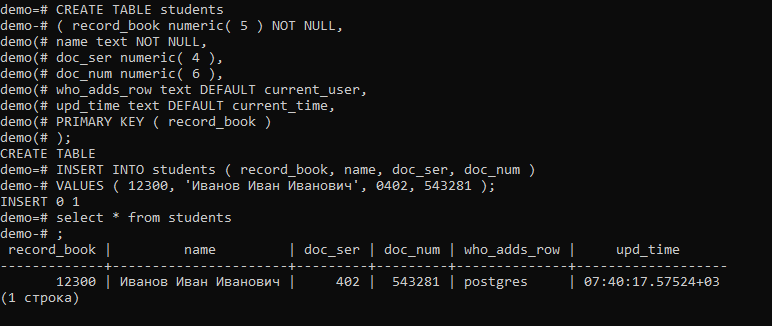 demo=# CREATE TABLE students
demo-# ( record_book numeric( 5 ) NOT NULL,
demo(# name text NOT NULL,
demo(# doc_ser numeric( 4 ),
demo(# doc_num numeric( 6 ),
demo(# who_adds_row text DEFAULT current_user,
demo(# upd_time text DEFAULT current_time,
demo(# PRIMARY KEY ( record_book )
demo(# );
CREATE TABLE
demo=# INSERT INTO students ( record_book, name, doc_ser, doc_num )
demo-# VALUES ( 12300, 'Иванов Иван Иванович', 0402, 543281 );
INSERT 0 1
demo=# select * from students
demo-# ;
 record_book |         name         | doc_ser | doc_num | who_adds_row |     upd_time
-------------+----------------------+---------+---------+--------------+-------------------
       12300 | Иванов Иван Иванович |     402 |  543281 | postgres     | 07:40:17.57524+03
(1 строка)